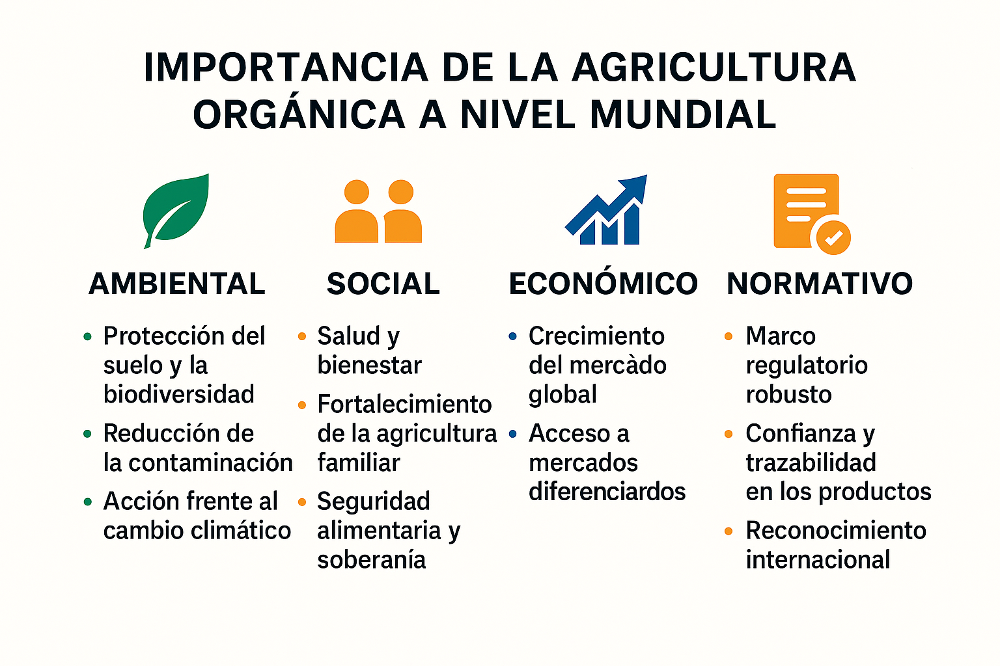 IMPORTANCIA DE LA AGRICULTURA
ORGÁNICA A NIVEL MUNDIAL
AMBIENTAL
• Protección del
suelo y la
biodiversidad
• Reducción de
la contaminación
• Acción frente al
cambio climático
SOCIAL
• Salud y
bienestar
• Fortalecimiento
de la agricultura
familiar
• Seguridad
alimentaria y
soberanía
ECONÓMICO
• Crecimiento
del mercàdo
global
• Acceso a
mercados
diferenciardos
NORMATIVO
• Marco
regulatorio
robusto
• Confianza y
trazabilidad
en los productos
• Reconocimiento
internacional